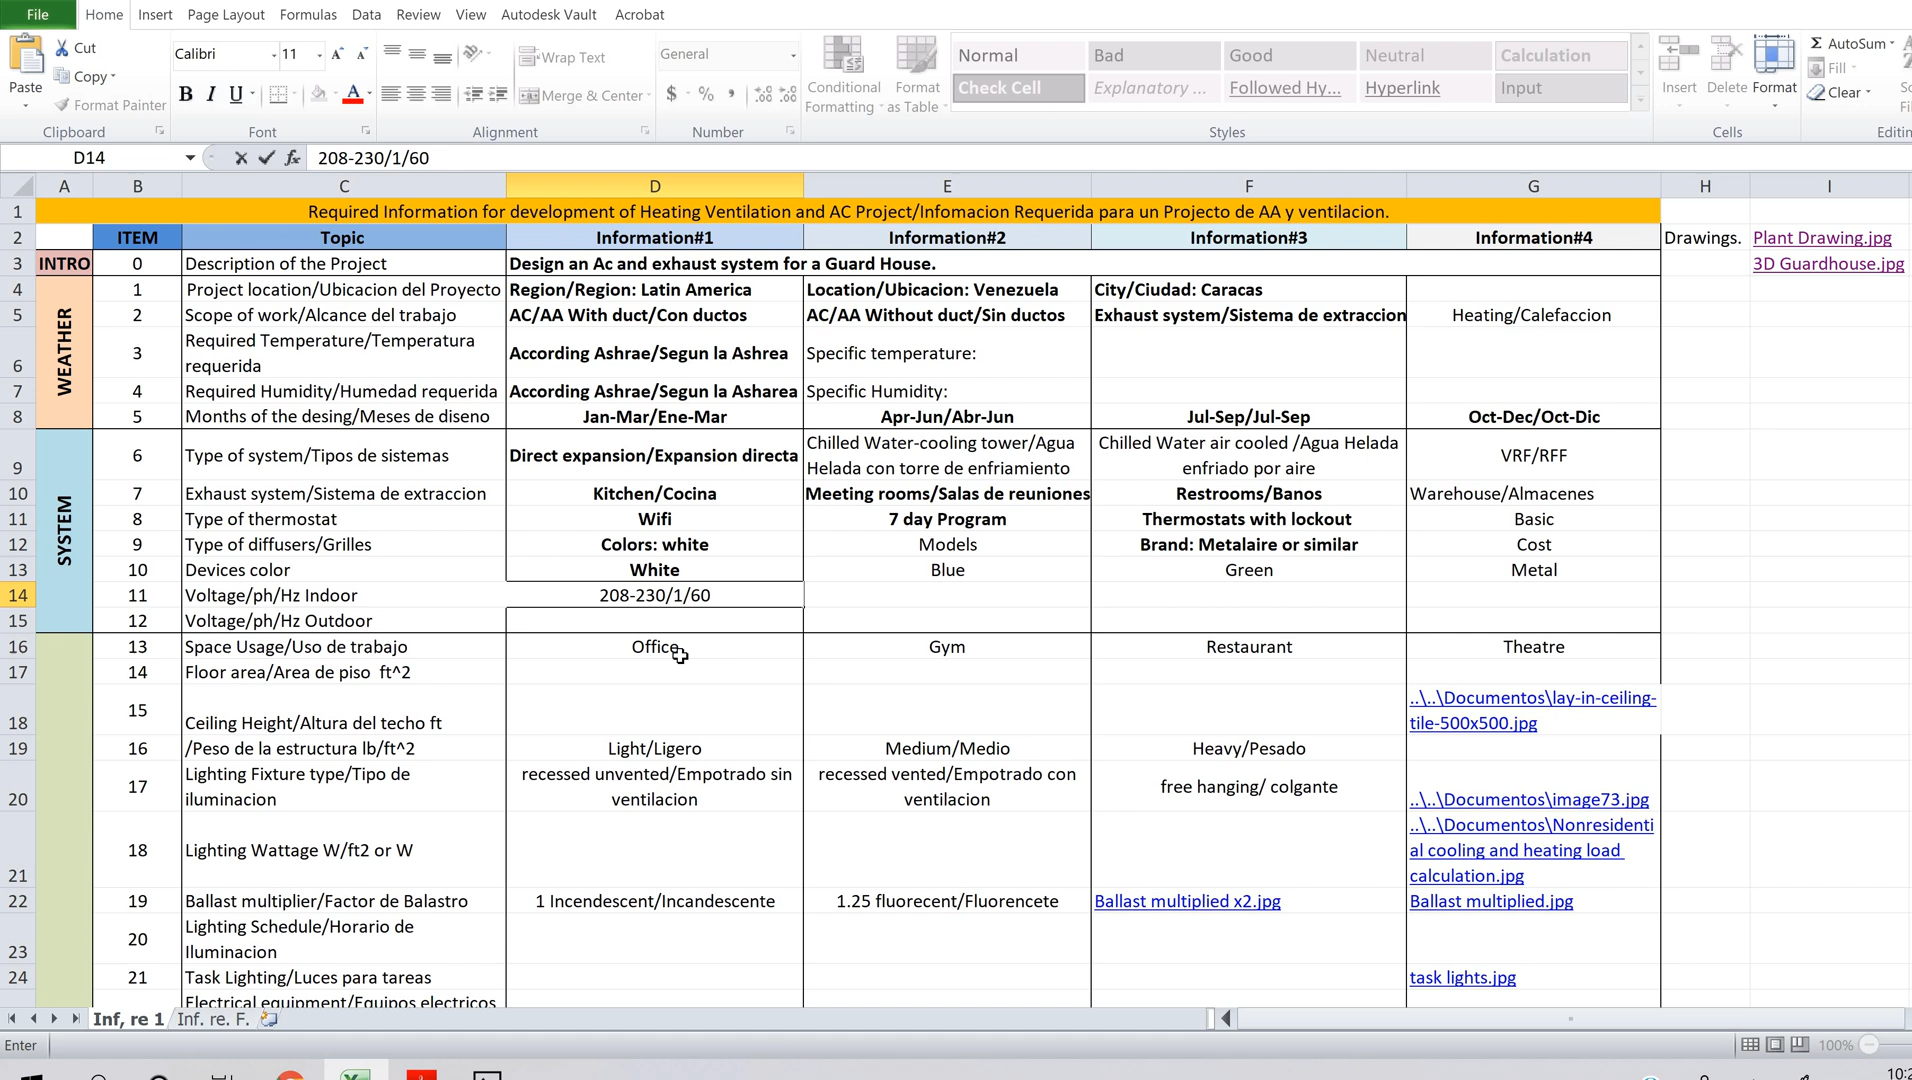 File Home Insert Page Layout Formulas Data Review View Autodesk Vault Acrobat
Cut
Copy
Format Painter
Paste
Clipboard
Calibri 11
B I U
Font
Wrap Text
Merge & Center
Alignment
General
$ % ,
Number
Conditional Formatting
Format as Table
Normal Bad Good Neutral Calculation
Check Cell Explanatory ... Followed Hy... Hyperlink Input
Styles
Insert Delete Format
Cells
Σ AutoSum
Fill
Clear
Editin
D14 fx 208-230/1/60
A B C D E F G H I
1 Required Information for development of Heating Ventilation and AC Project/Infomacion Requerida para un Projecto de AA y ventilacion.
2 ITEM Topic Information#1 Information#2 Information#3 Information#4 Drawings. Plant Drawing.jpg
3 INTRO 0 Description of the Project Design an Ac and exhaust system for a Guard House. 3D Guardhouse.jpg
WEATHER
4 1 Project location/Ubicacion del Proyecto Region/Region: Latin America Location/Ubicacion: Venezuela City/Ciudad: Caracas
5 2 Scope of work/Alcance del trabajo AC/AA With duct/Con ductos AC/AA Without duct/Sin ductos Exhaust system/Sistema de extraccion Heating/Calefaccion
6 3 Required Temperature/Temperatura requerida According Ashrae/Segun la Ashrea Specific temperature:
7 4 Required Humidity/Humedad requerida According Ashrae/Segun la Asharea Specific Humidity:
8 5 Months of the desing/Meses de diseno Jan-Mar/Ene-Mar Apr-Jun/Abr-Jun Jul-Sep/Jul-Sep Oct-Dec/Oct-Dic
SYSTEM
9 6 Type of system/Tipos de sistemas Direct expansion/Expansion directa Chilled Water-cooling tower/Agua Helada con torre de enfriamiento Chilled Water air cooled /Agua Helada enfriado por aire VRF/RFF
10 7 Exhaust system/Sistema de extraccion Kitchen/Cocina Meeting rooms/Salas de reuniones Restrooms/Banos Warehouse/Almacenes
11 8 Type of thermostat Wifi 7 day Program Thermostats with lockout Basic
12 9 Type of diffusers/Grilles Colors: white Models Brand: Metalaire or similar Cost
13 10 Devices color White Blue Green Metal
14 11 Voltage/ph/Hz Indoor 208-230/1/60
15 12 Voltage/ph/Hz Outdoor
16 13 Space Usage/Uso de trabajo Office Gym Restaurant Theatre
17 14 Floor area/Area de piso ft^2
18 15 Ceiling Height/Altura del techo ft ..\..\Documentos\lay-in-ceiling-tile-500x500.jpg
19 16 /Peso de la estructura lb/ft^2 Light/Ligero Medium/Medio Heavy/Pesado
20 17 Lighting Fixture type/Tipo de iluminacion recessed unvented/Empotrado sin ventilacion recessed vented/Empotrado con ventilacion free hanging/ colgante ..\..\Documentos\image73.jpg
21 18 Lighting Wattage W/ft2 or W ..\..\Documentos\Nonresidential cooling and heating load calculation.jpg
22 19 Ballast multiplier/Factor de Balastro 1 Incendescent/Incandescente 1.25 fluorecent/Fluorencete Ballast multiplied x2.jpg Ballast multiplied.jpg
23 20 Lighting Schedule/Horario de Iluminacion
24 21 Task Lighting/Luces para tareas task lights.jpg
Electrical equipment/Equipos electricos
Inf, re 1 Inf. re. F.
Enter 100%
10:2